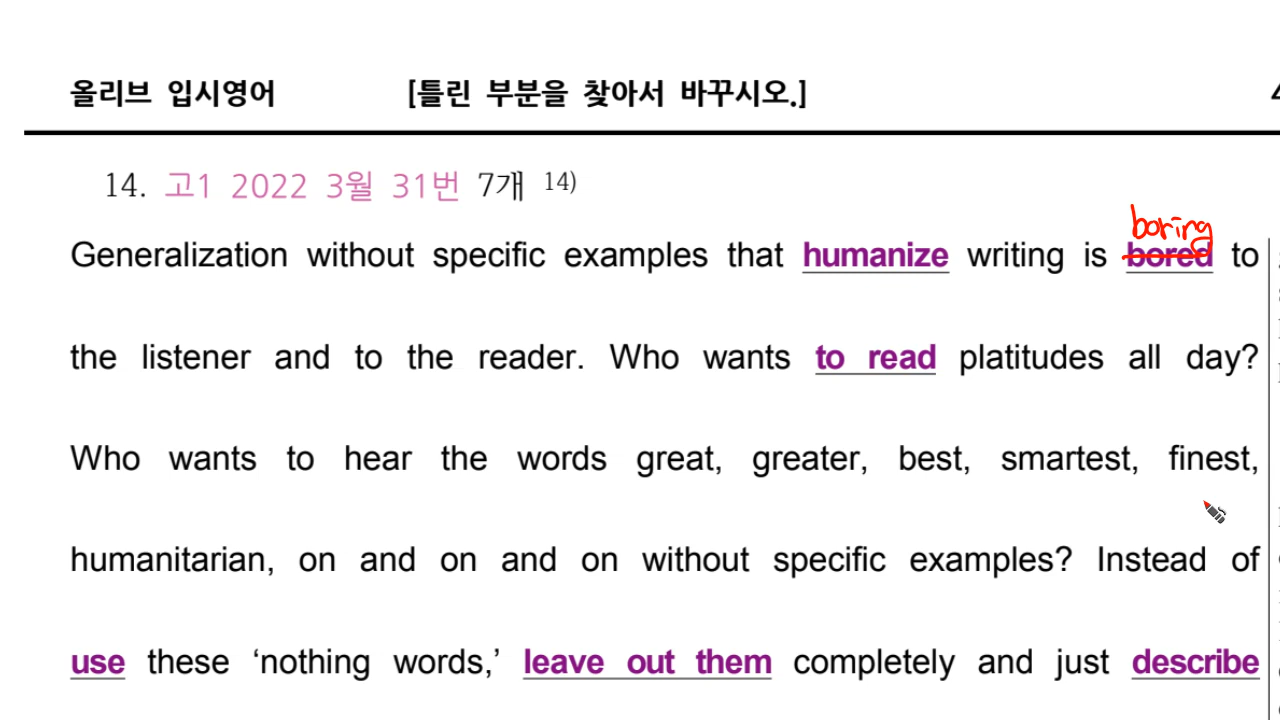 올리브 입시영어 [틀린 부분을 찾아서 바꾸시오.]
14. 고1 2022 3월 31번 7개 14)
boring
Generalization without specific examples that humanize writing is bored to
the listener and to the reader. Who wants to read platitudes all day?
Who wants to hear the words great, greater, best, smartest, finest,
humanitarian, on and on and on without specific examples? Instead of
use these ‘nothing words,’ leave out them completely and just describe